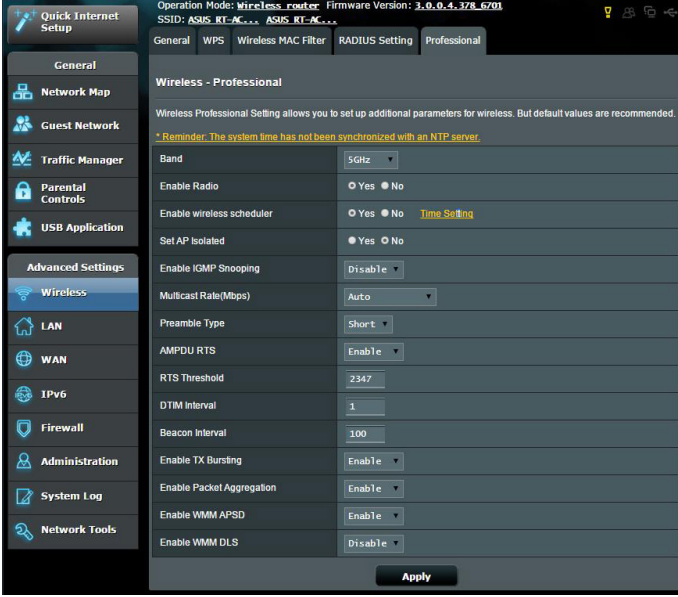 Quick Internet
Setup
General
Network Map
Guest Network
Traffic Manager
Parental
Controls
USB Application
Advanced Settings
Wireless
LAN
WAN
IPv6
Firewall
Administration
System Log
Network Tools
Operation Mode: Wireless router Firmware Version: 3.0.0.4.378_6701
SSID: ASUS RT-AC... ASUS RT-AC...
General WPS Wireless MAC Filter RADIUS Setting Professional
Wireless - Professional
Wireless Professional Setting allows you to set up additional parameters for wireless. But default values are recommended.
* Reminder: The system time has not been synchronized with an NTP server.
Band 5GHz
Enable Radio Yes No
Enable wireless scheduler Yes No Time Setting
Set AP Isolated Yes No
Enable IGMP Snooping Disable
Multicast Rate(Mbps) Auto
Preamble Type Short
AMPDU RTS Enable
RTS Threshold 2347
DTIM Interval 1
Beacon Interval 100
Enable TX Bursting Enable
Enable Packet Aggregation Enable
Enable WMM APSD Enable
Enable WMM DLS Disable
Apply